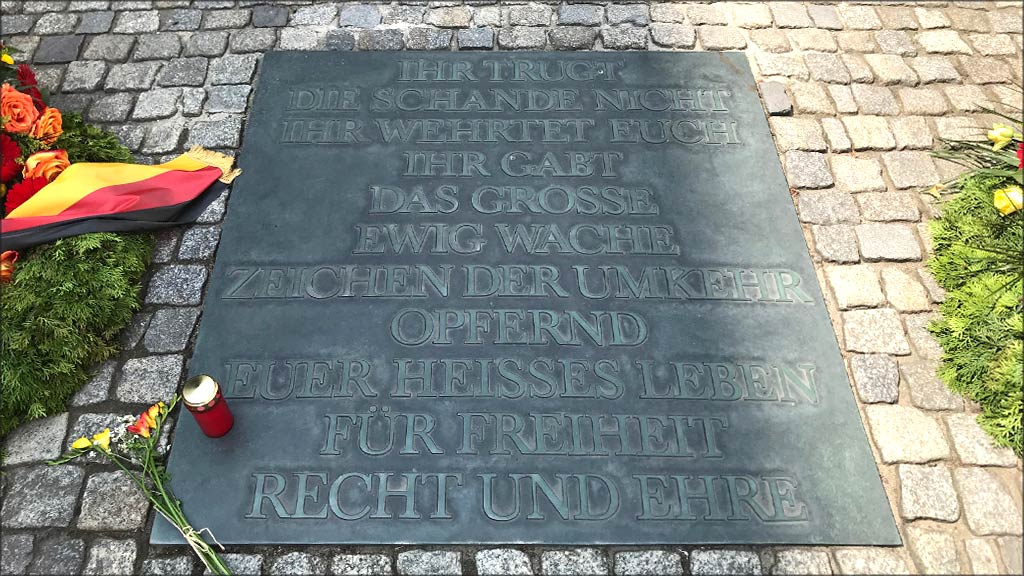 IHR TRUGT
DIE SCHANDE NICHT
IHR WEHRTET EUCH
IHR GABT
DAS GROSSE
EWIG WACHE
ZEICHEN DER UMKEHR
OPFERND
EUER HEISSES LEBEN
FÜR FREIHEIT
RECHT UND EHRE